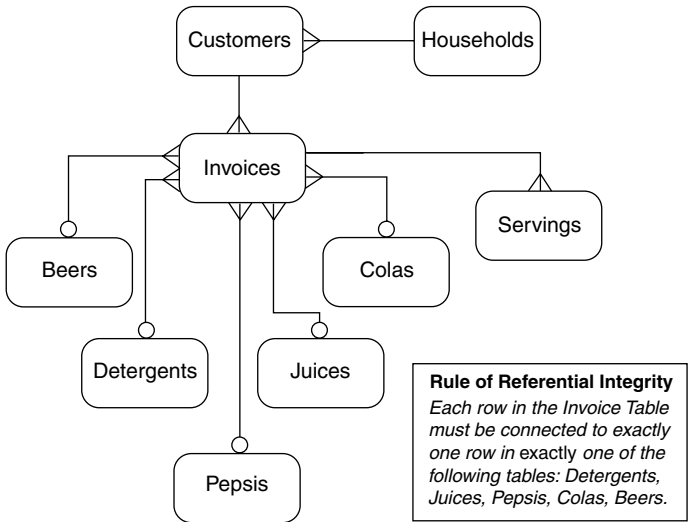 Customers
Households
Invoices
Servings
Beers
Colas
Detergents
Juices
Pepsis
Rule of Referential Integrity
Each row in the Invoice Table
must be connected to exactly
one row in exactly one of the
following tables: Detergents,
Juices, Pepsis, Colas, Beers.